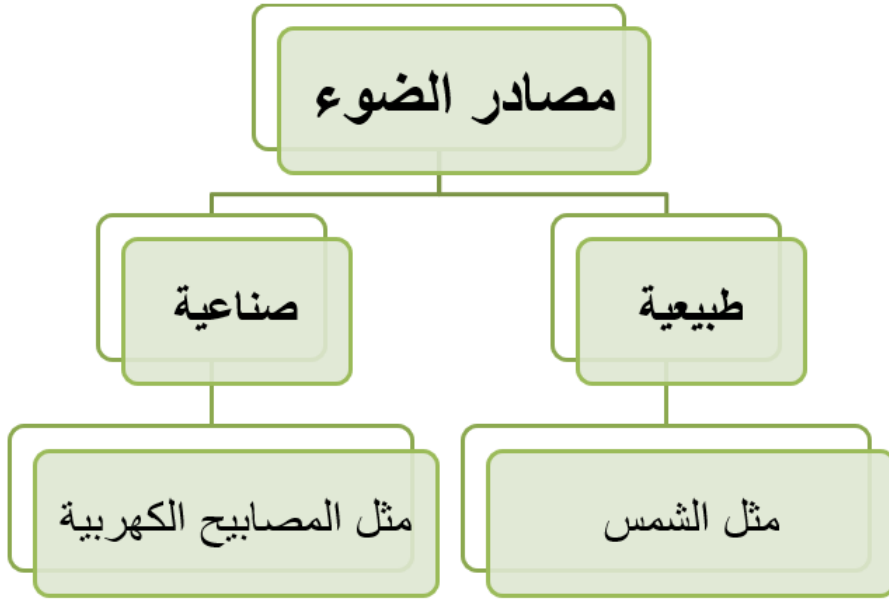 مصادر الضوء
طبيعية
صناعية
مثل الشمس
مثل المصابيح الكهربية